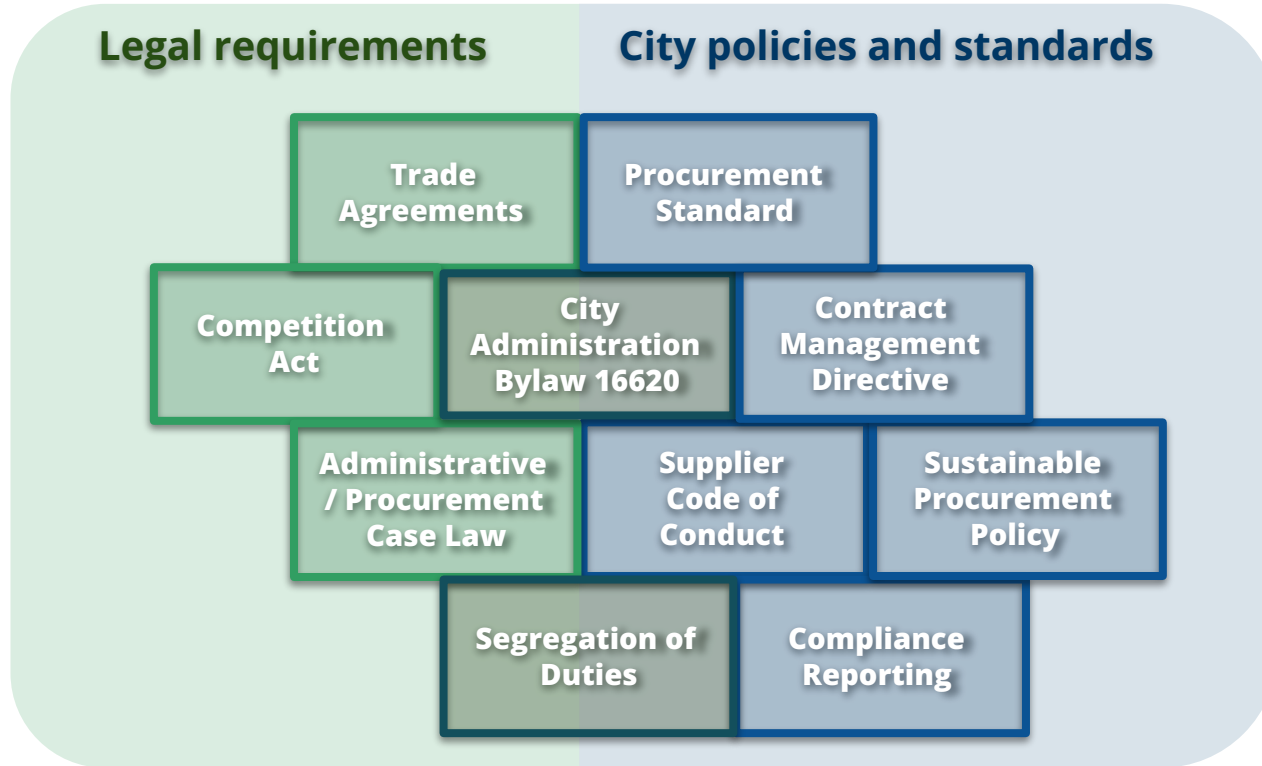 Legal requirements
City policies and standards
Trade
Agreements
Procurement
Standard
Competition
Act
City
Administration
Bylaw 16620
Contract
Management
Directive
Administrative
/ Procurement
Case Law
Supplier
Code of
Conduct
Sustainable
Procurement
Policy
Segregation of
Duties
Compliance
Reporting